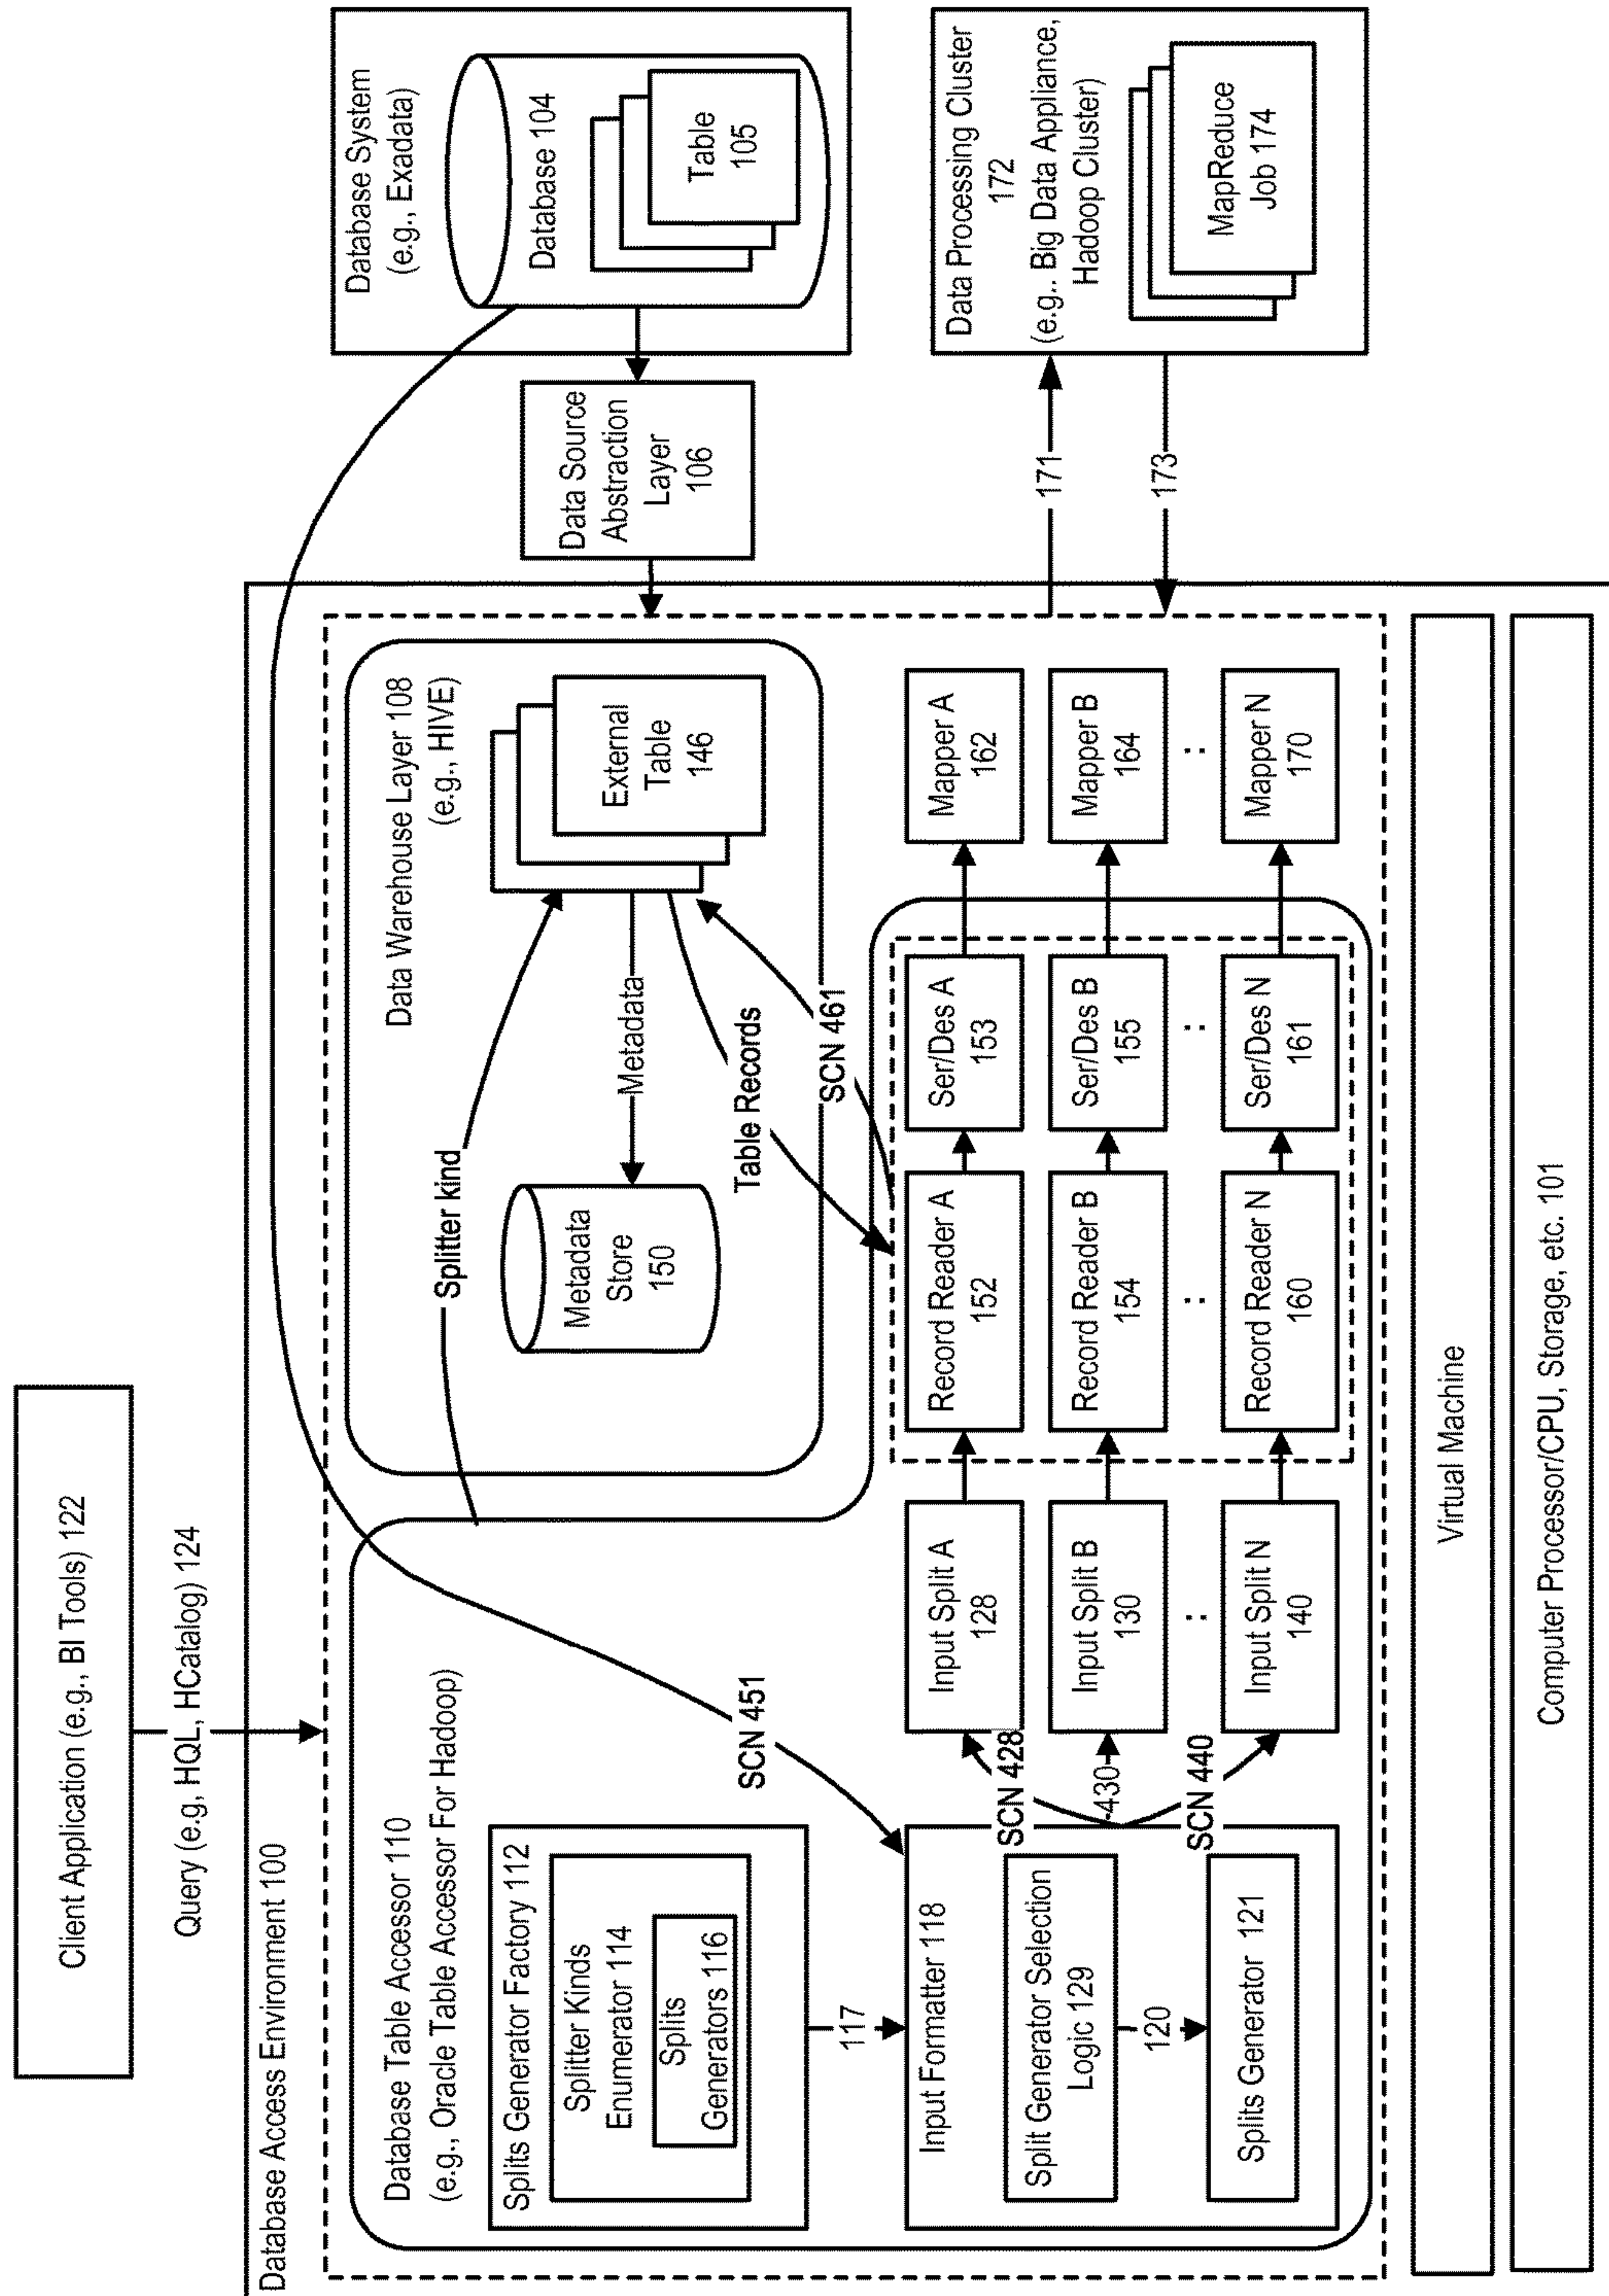 Client Application (e.g., BI Tools) 122
Query (e.g, HQL, HCatalog) 124
Database Access Environment 100
Database Table Accessor 110
(e.g., Oracle Table Accessor For Hadoop)
Splits Generator Factory 112
Splitter Kinds
Enumerator 114
Splits
Generators 116
117
Input Formatter 118
Split Generator Selection
Logic 129
120
Splits Generator 121
SCN 451
SCN 428
430
SCN 440
Input Split A
128
Input Split B
130
:
Input Split N
140
Splitter kind
Data Warehouse Layer 108
(e.g., HIVE)
Metadata
Store
150
Metadata
External
Table
146
Table Records
SCN 461
Record Reader A
152
Record Reader B
154
:
Record Reader N
160
Ser/Des A
153
Ser/Des B
155
:
Ser/Des N
161
Mapper A
162
Mapper B
164
:
Mapper N
170
Data Source
Abstraction
Layer
106
Database System
(e.g., Exadata)
Database 104
Table
105
171
173
Data Processing Cluster
172
(e.g.. Big Data Appliance,
Hadoop Cluster)
MapReduce
Job 174
Virtual Machine
Computer Processor/CPU, Storage, etc. 101